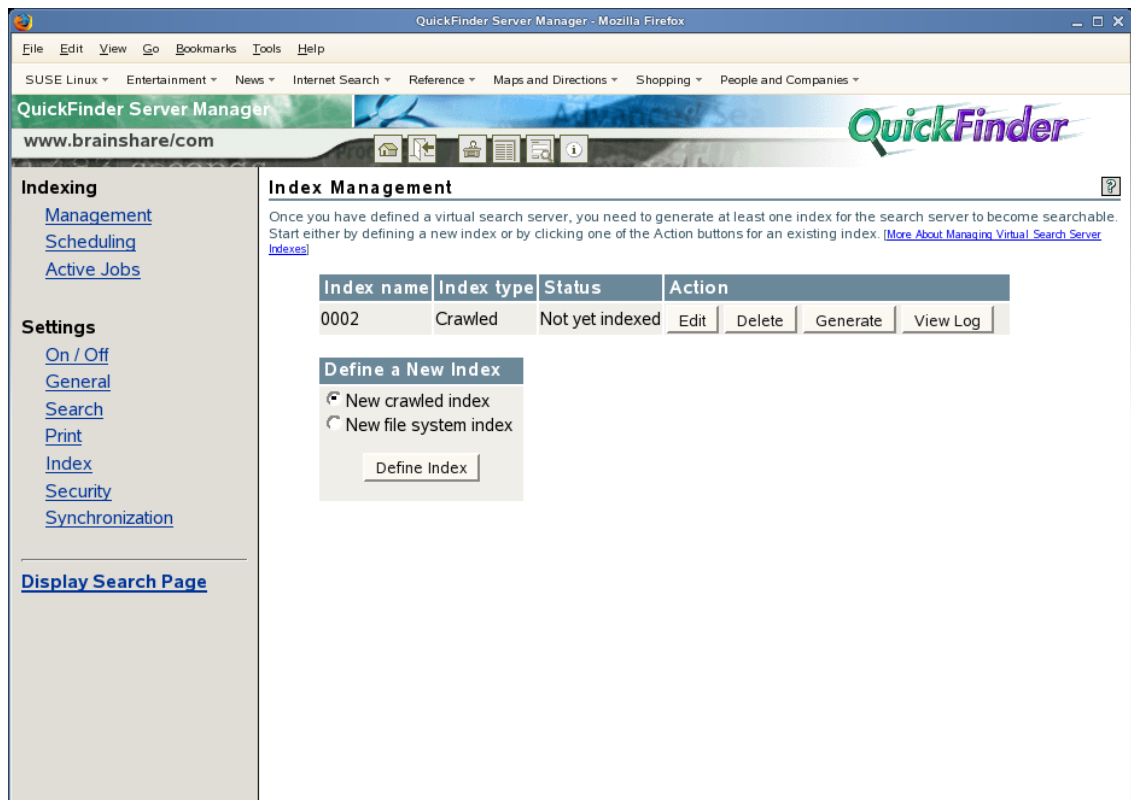 QuickFinder Server Manager - Mozilla Firefox
File Edit View Go Bookmarks Tools Help
SUSE Linux Entertainment News Internet Search Reference Maps and Directions Shopping People and Companies
QuickFinder Server Manager
Advanced Sea
QuickFinder
www.brainshare/com
Indexing
Management
Scheduling
Active Jobs
Settings
On / Off
General
Search
Print
Index
Security
Synchronization
Display Search Page
Index Management
?
Once you have defined a virtual search server, you need to generate at least one index for the search server to become searchable.
Start either by defining a new index or by clicking one of the Action buttons for an existing index. [More About Managing Virtual Search Server
Indexes]
Index name Index type Status Action
0002 Crawled Not yet indexed Edit Delete Generate View Log
Define a New Index
New crawled index
New file system index
Define Index